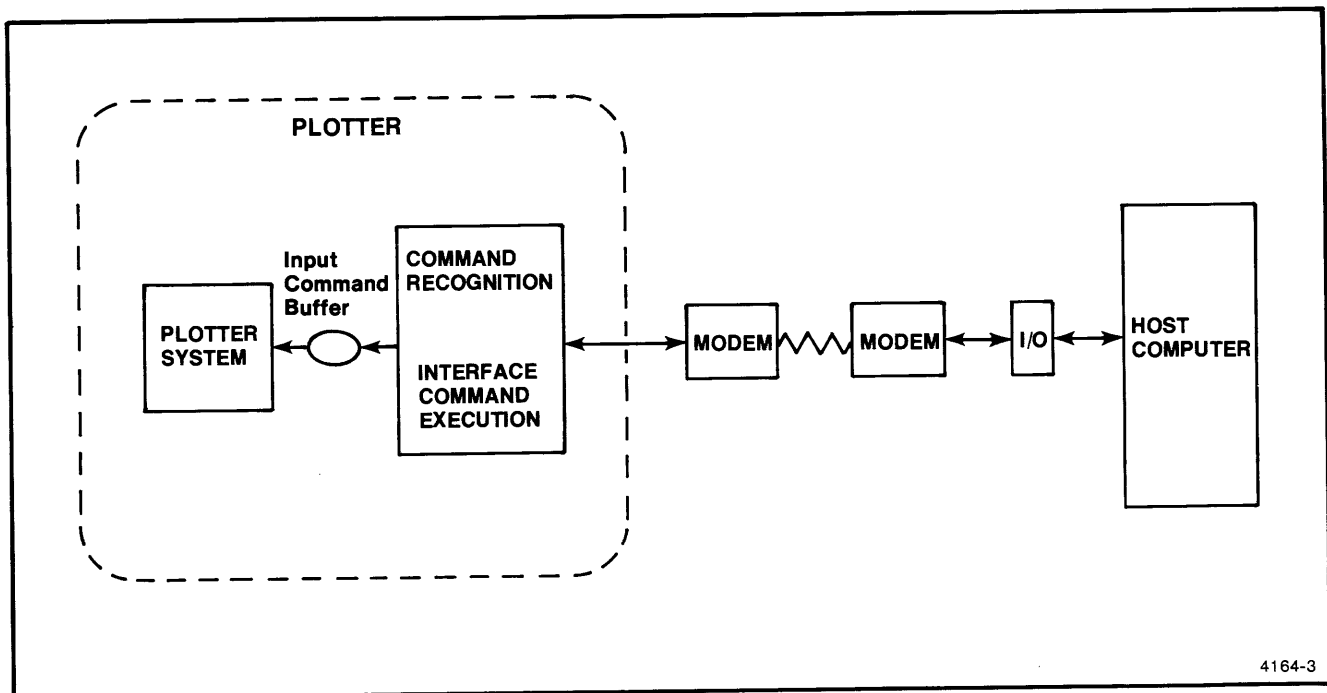 PLOTTER
Input
Command
Buffer
COMMAND
RECOGNITION
PLOTTER
SYSTEM
INTERFACE
COMMAND
EXECUTION
MODEM
MODEM
I/O
HOST
COMPUTER
4164-3